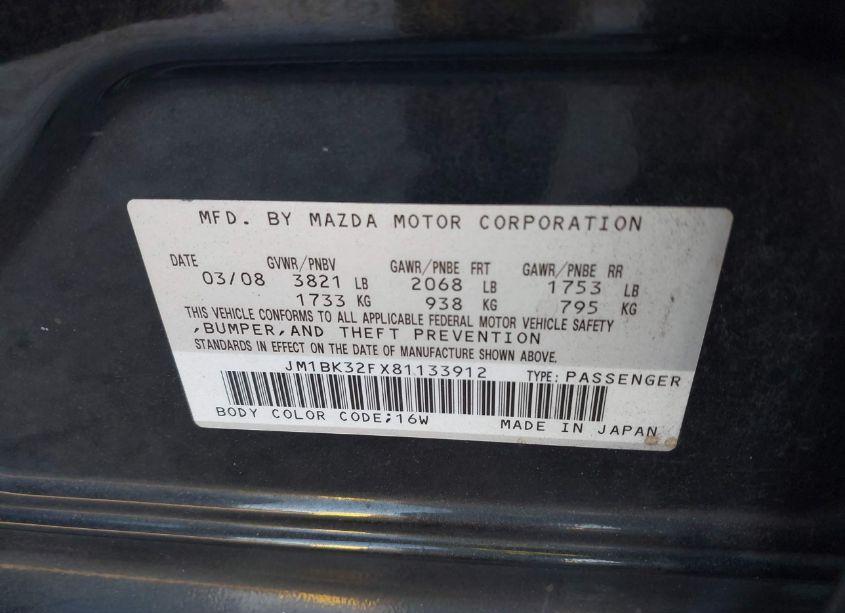 MFD. BY MAZDA MOTOR CORPORATION
DATE GVWR/PNBV GAWR/PNBE FRT GAWR/PNBE RR
03/08 3821 LB 2068 LB 1753 LB
1733 KG 938 KG 795 KG
THIS VEHICLE CONFORMS TO ALL APPLICABLE FEDERAL MOTOR VEHICLE SAFETY
,BUMPER,AND THEFT PREVENTION
STANDARDS IN EFFECT ON THE DATE OF MANUFACTURE SHOWN ABOVE.
JM1BK32FX81133912 TYPE: PASSENGER
BODY COLOR CODE;16W MADE IN JAPAN